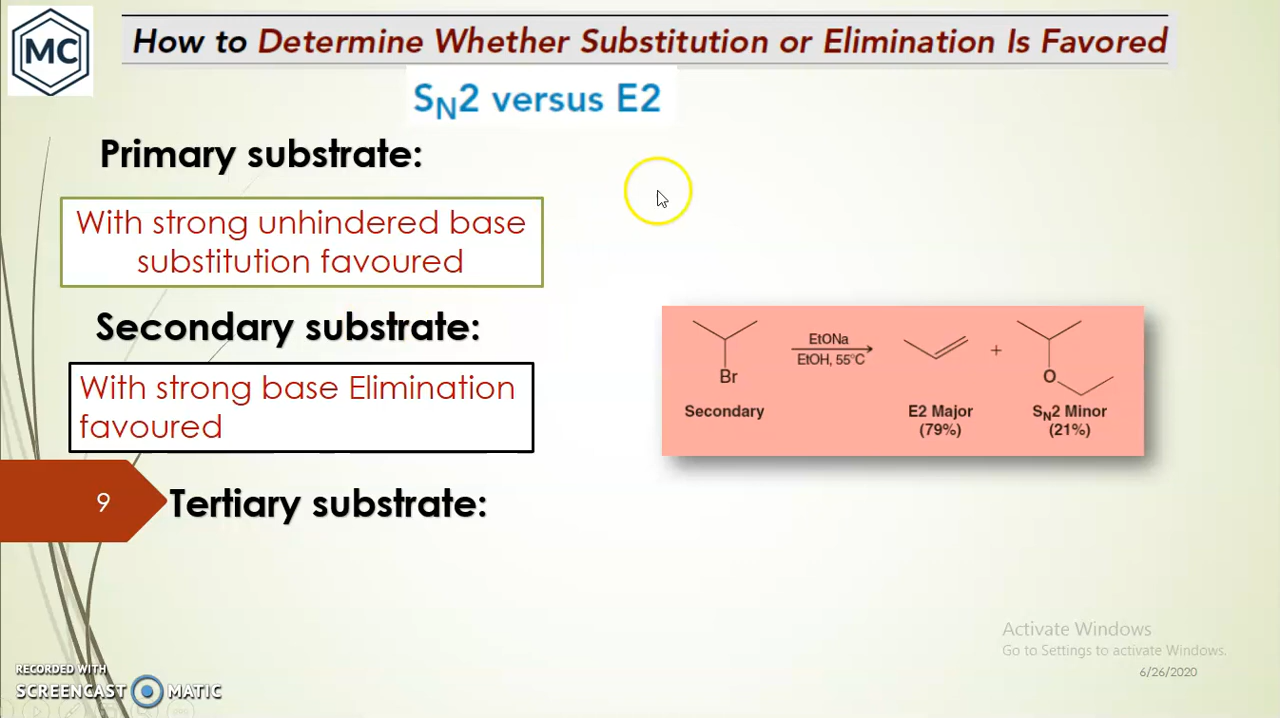 MC
How to Determine Whether Substitution or Elimination Is Favored
SN2 versus E2
Primary substrate:
With strong unhindered base
substitution favoured
Secondary substrate:
With strong base Elimination
favoured
Br
Secondary
EtONa
EtOH, 55°C
E2 Major
(79%)
+
O
SN2 Minor
(21%)
9
Tertiary substrate:
Activate Windows
Go to Settings to activate Windows.
6/26/2020
RECORDED WITH
SCREENCAST MATIC